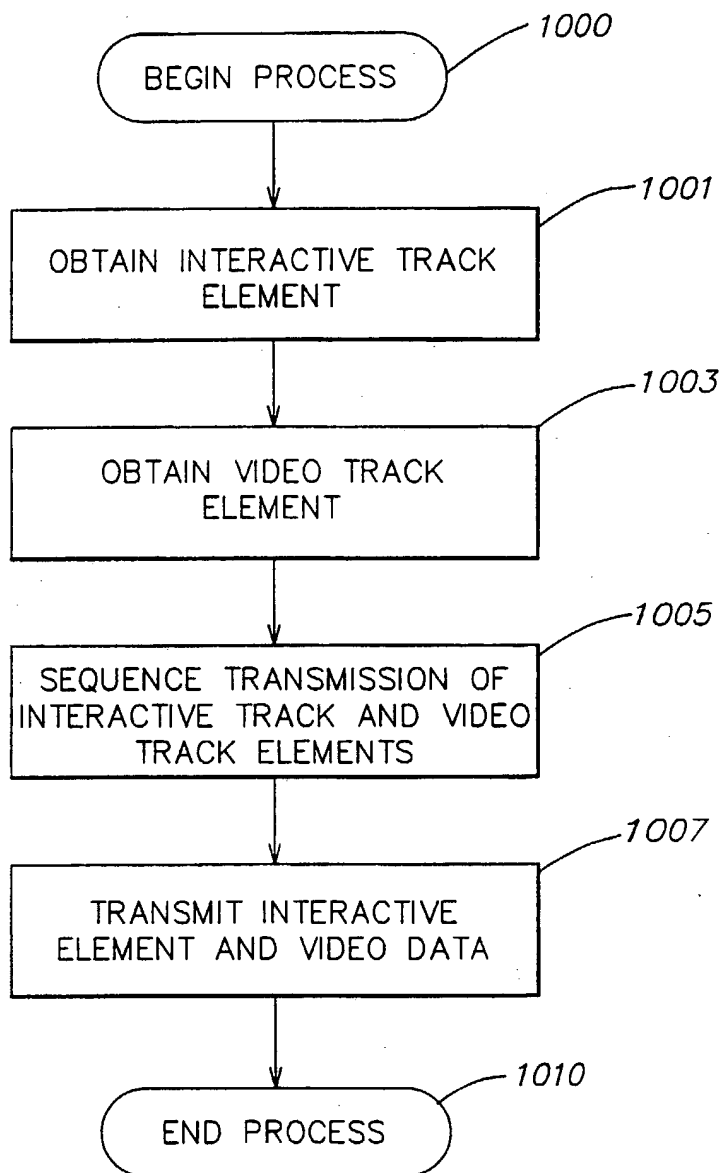 1000
BEGIN PROCESS
1001
OBTAIN INTERACTIVE TRACK
ELEMENT
1003
OBTAIN VIDEO TRACK
ELEMENT
1005
SEQUENCE TRANSMISSION OF
INTERACTIVE TRACK AND VIDEO
TRACK ELEMENTS
1007
TRANSMIT INTERACTIVE
ELEMENT AND VIDEO DATA
1010
END PROCESS